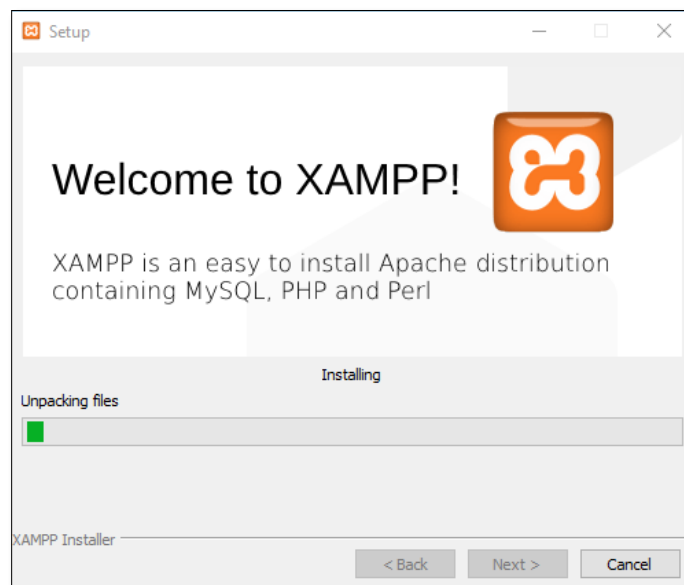 Setup
Welcome to XAMPP!
XAMPP is an easy to install Apache distribution
containing MySQL, PHP and Perl
Installing
Unpacking files
XAMPP Installer
< Back
Next >
Cancel